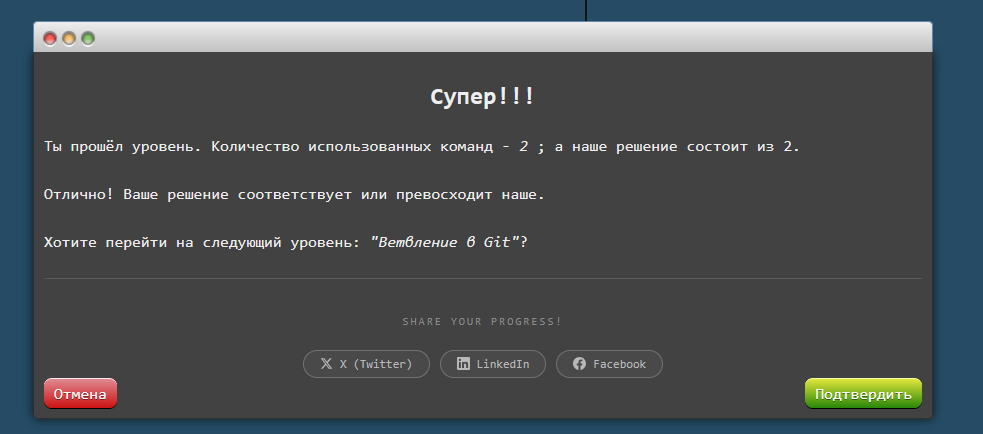 Супер!!!
Ты прошёл уровень. Количество использованных команд - 2 ; а наше решение состоит из 2.
Отлично! Ваше решение соответствует или превосходит наше.
Хотите перейти на следующий уровень: "Ветвление в Git"?
SHARE YOUR PROGRESS!
X (Twitter) LinkedIn Facebook
Отмена Подтвердить